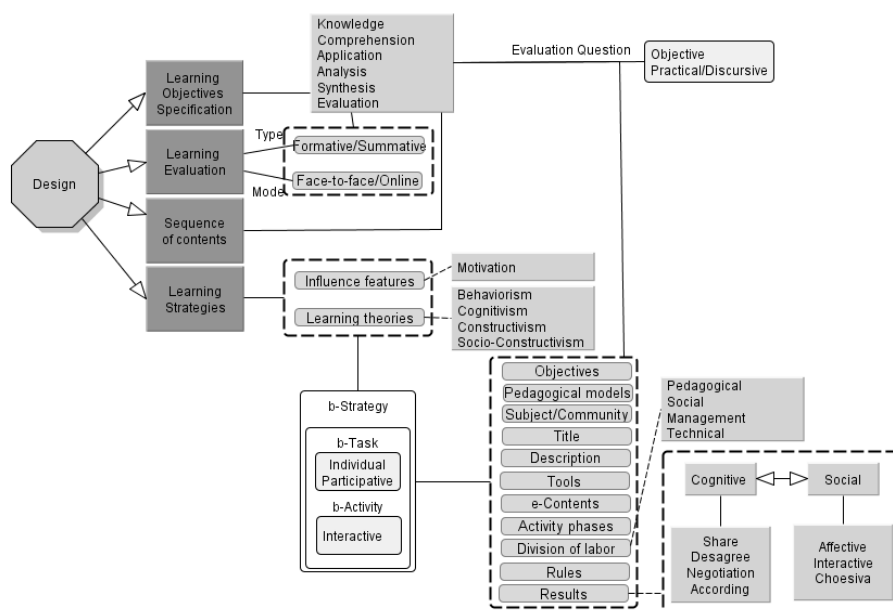 Design
Learning
Objectives
Specification
Knowledge
Comprehension
Application
Analysis
Synthesis
Evaluation
Evaluation Question
Objective
Practical/Discursive
Learning
Evaluation
Type
Mode
Formative/Summative
Face-to-face/Online
Sequence
of contents
Learning
Strategies
Influence features
Learning theories
Motivation
Behaviorism
Cognitivism
Constructivism
Socio-Constructivism
b-Strategy
b-Task
Individual
Participative
b-Activity
Interactive
Objectives
Pedagogical models
Subject/Community
Title
Description
Tools
e-Contents
Activity phases
Division of labor
Rules
Results
Pedagogical
Social
Management
Technical
Cognitive
Social
Share
Desagree
Negotiation
According
Affective
Interactive
Choesiva